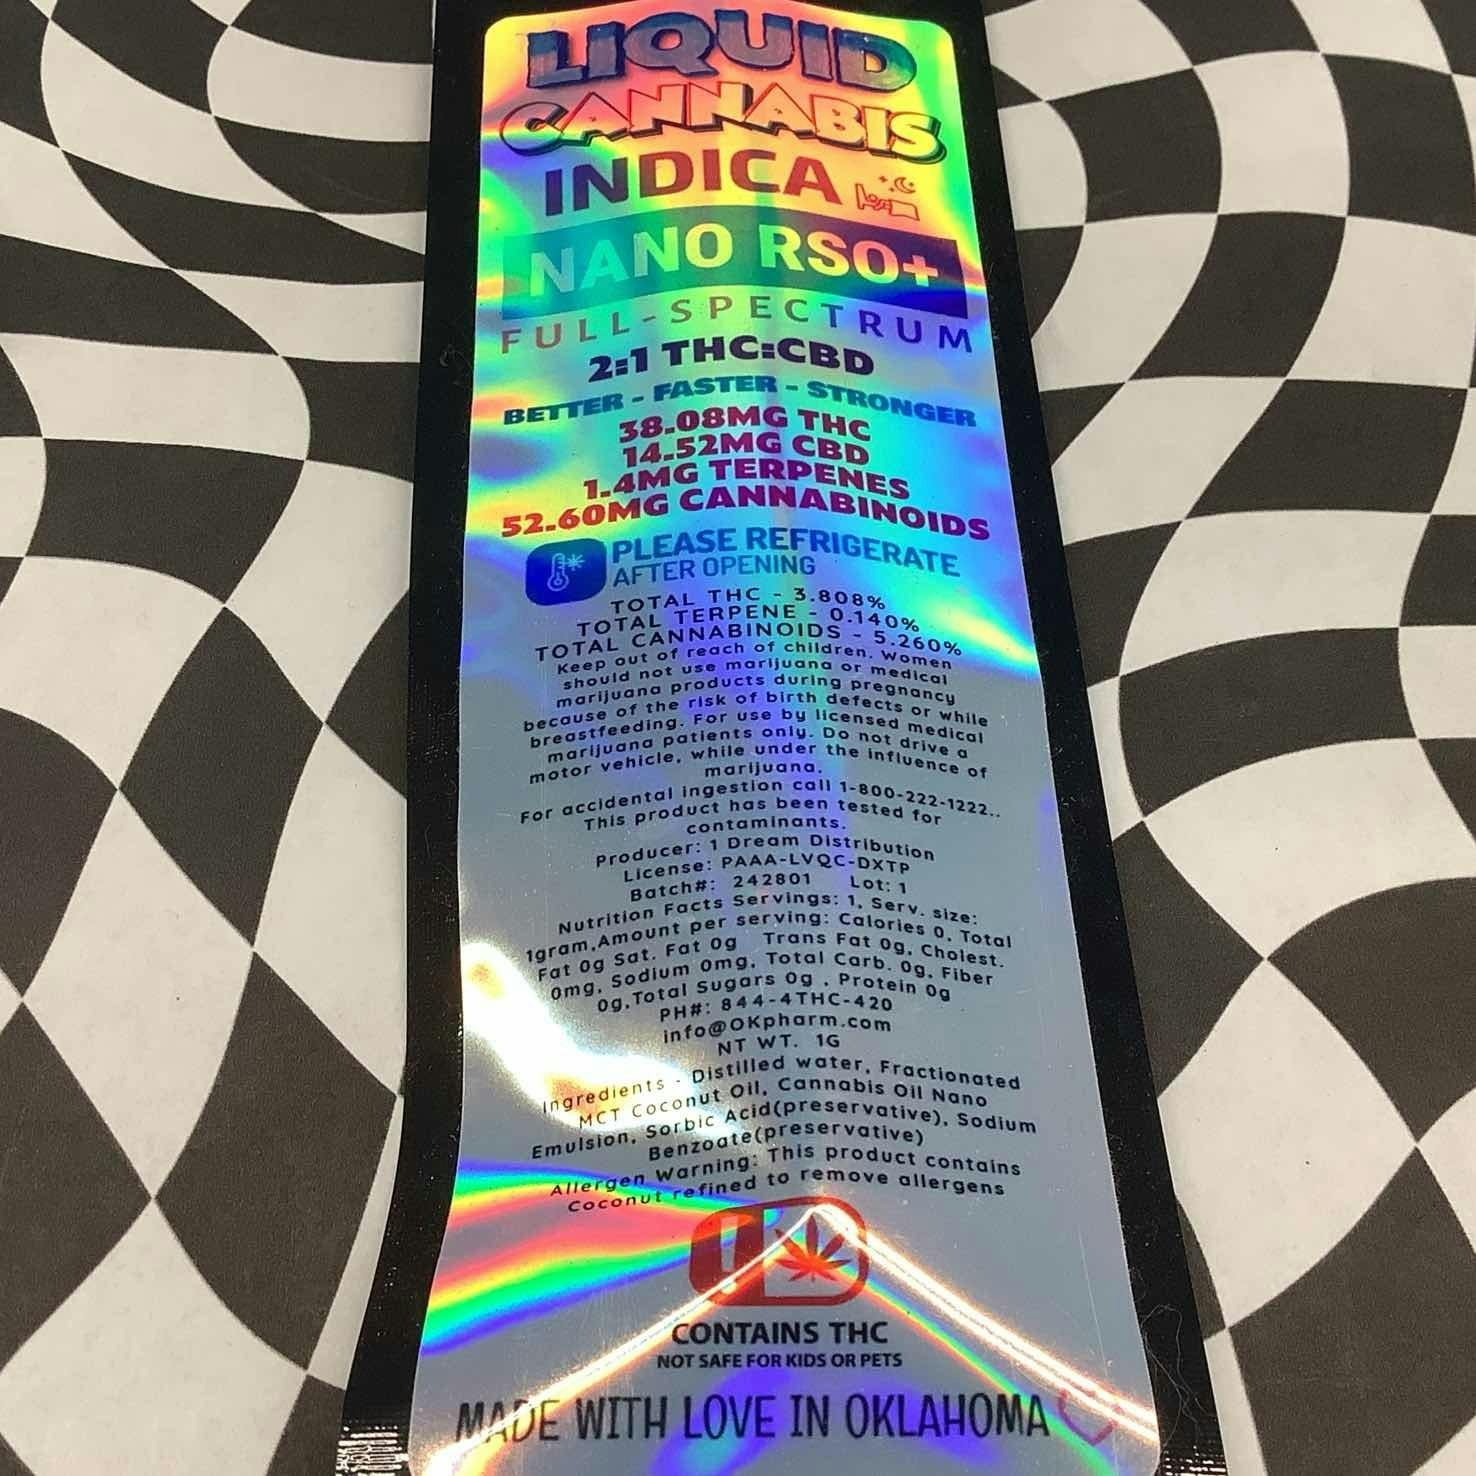 LIQUID
CANNABIS
INDICA
NANO RSO+
FULL-SPECTRUM
2:1 THC:CBD
BETTER - FASTER - STRONGER
38.08MG THC
14.52MG CBD
1.4MG TERPENES
52.60MG CANNABINOIDS
PLEASE REFRIGERATE
AFTER OPENING
TOTAL THC - 3.808%
TOTAL TERPENE - 0.140%
TOTAL CANNABINOIDS - 5.260%
Keep out of reach of children. Women
should not use marijuana or medical
marijuana products during pregnancy
because of the risk of birth defects or while
breastfeeding. For use by licensed medical
marijuana patients only. Do not drive a
motor vehicle, while under the influence of
marijuana.
For accidental ingestion call 1-800-222-1222..
This product has been tested for
contaminants.
Producer: 1 Dream Distribution
License: PAAA-LVQC-DXTP
Batch#: 242801 Lot: 1
Nutrition Facts Servings: 1, Serv. size:
1gram,Amount per serving: Calories 0, Total
Fat 0g Sat. Fat 0g Trans Fat 0g, Cholest.
0mg, Sodium 0mg, Total Carb. 0g, Fiber
0g,Total Sugars 0g , Protein 0g
PH#: 844-4THC-420
info@OKpharm.com
NT WT. 1G
Ingredients - Distilled water, Fractionated
MCT Coconut Oil, Cannabis Oil Nano
Emulsion, Sorbic Acid(preservative), Sodium
Benzoate(preservative)
Allergen Warning: This product contains
Coconut refined to remove allergens
!
CONTAINS THC
NOT SAFE FOR KIDS OR PETS
MADE WITH LOVE IN OKLAHOMA